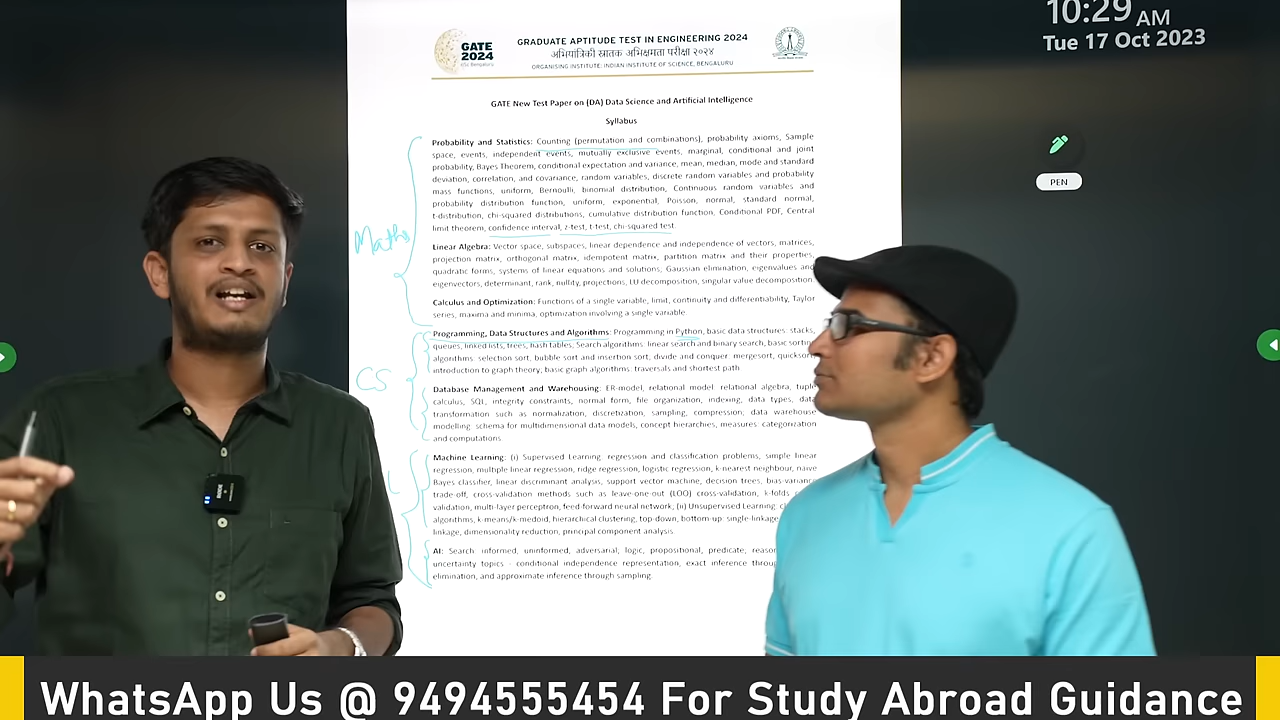 10:29 AM
Tue 17 Oct 2023
PEN
GATE
2024
IISc Bengaluru
GRADUATE APTITUDE TEST IN ENGINEERING 2024
अभियांत्रिकी स्नातक अभिक्षमता परीक्षा २०२४
ORGANISING INSTITUTE: INDIAN INSTITUTE OF SCIENCE, BENGALURU
GATE New Test Paper on (DA) Data Science and Artificial Intelligence
Syllabus
Maths
Probability and Statistics: Counting (permutation and combinations), probability axioms, Sample
space, events, independent events, mutually exclusive events, marginal, conditional and joint
probability, Bayes Theorem, conditional expectation and variance, mean, median, mode and standard
deviation, correlation, and covariance, random variables, discrete random variables and probability
mass functions, uniform, Bernoulli, binomial distribution, Continuous random variables and
probability distribution function, uniform, exponential, Poisson, normal, standard normal,
t-distribution, chi-squared distributions, cumulative distribution function, Conditional PDF, Central
limit theorem, confidence interval, z-test, t-test, chi-squared test.
Linear Algebra: Vector space, subspaces, linear dependence and independence of vectors, matrices,
projection matrix, orthogonal matrix, idempotent matrix, partition matrix and their properties,
quadratic forms, systems of linear equations and solutions; Gaussian elimination, eigenvalues and
eigenvectors, determinant, rank, nullity, projections, LU decomposition, singular value decomposition.
Calculus and Optimization: Functions of a single variable, limit, continuity and differentiability, Taylor
series, maxima and minima, optimization involving a single variable.
CS
Programming, Data Structures and Algorithms: Programming in Python, basic data structures: stacks,
queues, linked lists, trees, hash tables; Search algorithms: linear search and binary search, basic sorting
algorithms: selection sort, bubble sort and insertion sort; divide and conquer: mergesort, quicksort;
introduction to graph theory; basic graph algorithms: traversals and shortest path.
Database Management and Warehousing: ER-model, relational model: relational algebra, tuple
calculus, SQL, integrity constraints, normal form, file organization, indexing, data types, data
transformation such as normalization, discretization, sampling, compression; data warehouse
modelling: schema for multidimensional data models, concept hierarchies, measures: categorization
and computations.
Machine Learning: (i) Supervised Learning: regression and classification problems, simple linear
regression, multiple linear regression, ridge regression, logistic regression, k-nearest neighbour, naive
Bayes classifier, linear discriminant analysis, support vector machine, decision trees, bias-variance
trade-off, cross-validation methods such as leave-one-out (LOO) cross-validation, k-folds
validation, multi-layer perceptron, feed-forward neural network; (ii) Unsupervised Learning:
algorithms, k-means/k-medoid, hierarchical clustering, top-down, bottom-up: single-linkage
linkage, dimensionality reduction, principal component analysis.
AI: Search: informed, uninformed, adversarial; logic, propositional, predicate;
uncertainty topics - conditional independence representation, exact inference
elimination, and approximate inference through sampling.
WhatsApp Us @ 9494555454 For Study Abroad Guidance